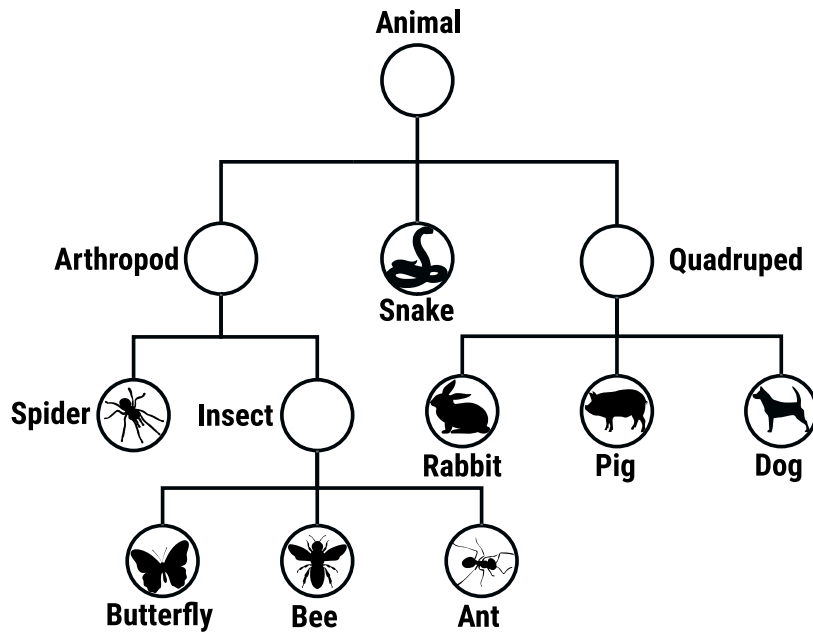 Animal
Arthropod
Snake
Quadruped
Spider
Insect
Rabbit
Pig
Dog
Butterfly
Bee
Ant